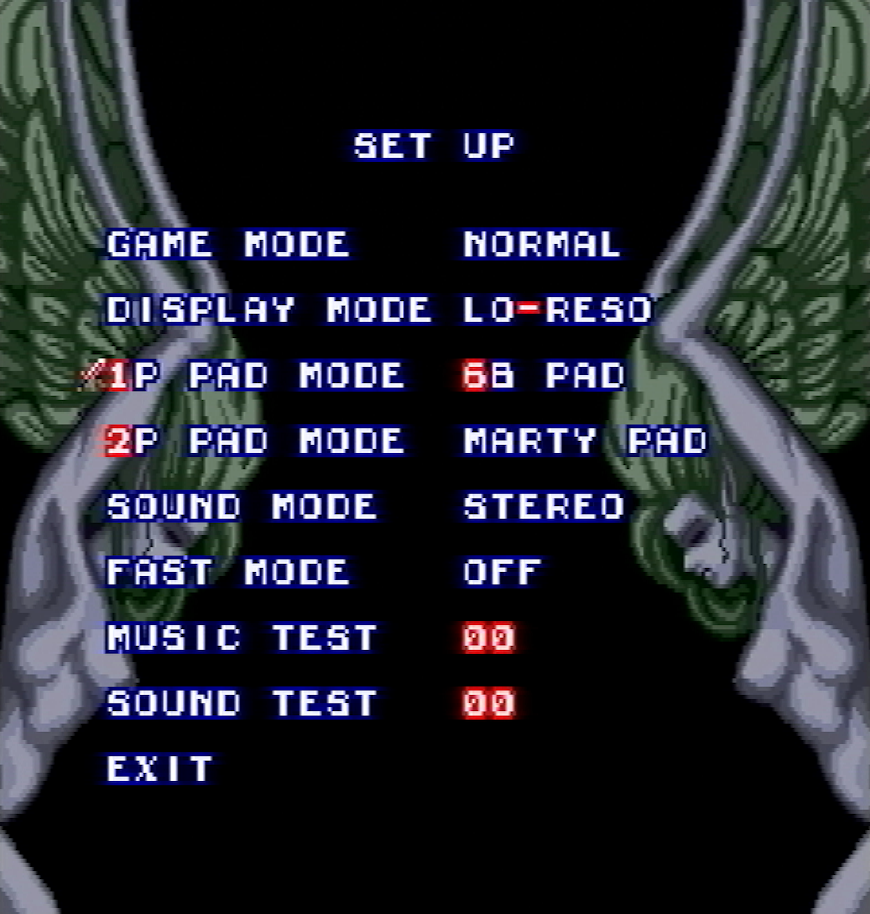 SET UP
GAME MODE NORMAL
DISPLAY MODE LO-RESO
1P PAD MODE 6B PAD
2P PAD MODE MARTY PAD
SOUND MODE STEREO
FAST MODE OFF
MUSIC TEST 00
SOUND TEST 00
EXIT